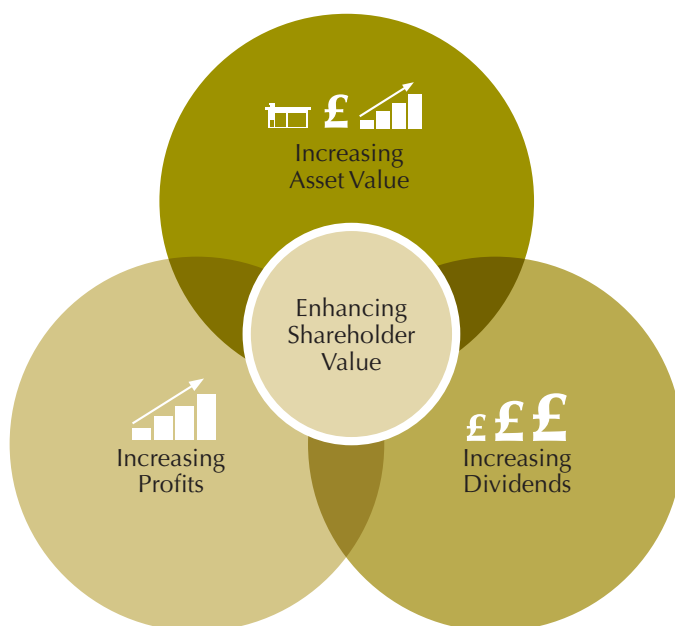 £
Increasing
Asset Value
Enhancing
Shareholder
Value
Increasing
Profits
£ £ £
Increasing
Dividends